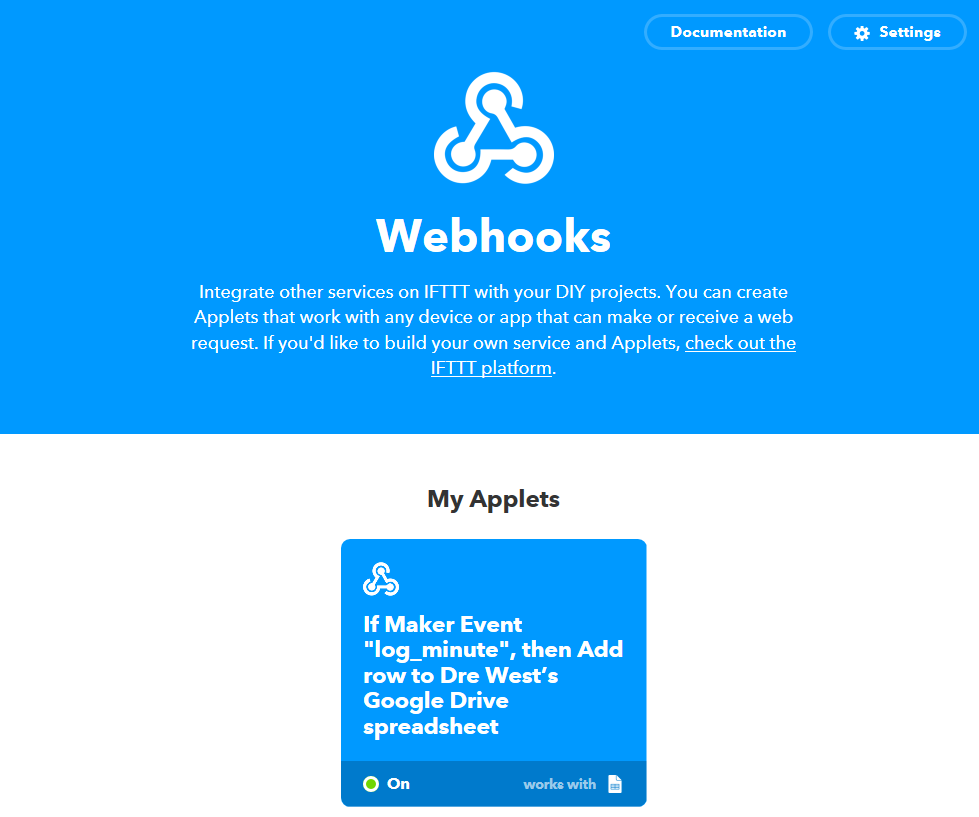 Documentation
Settings
Webhooks
Integrate other services on IFTTT with your DIY projects. You can create
Applets that work with any device or app that can make or receive a web
request. If you'd like to build your own service and Applets, check out the
IFTTT platform.
My Applets
If Maker Event
"log_minute", then Add
row to Dre West’s
Google Drive
spreadsheet
On
works with